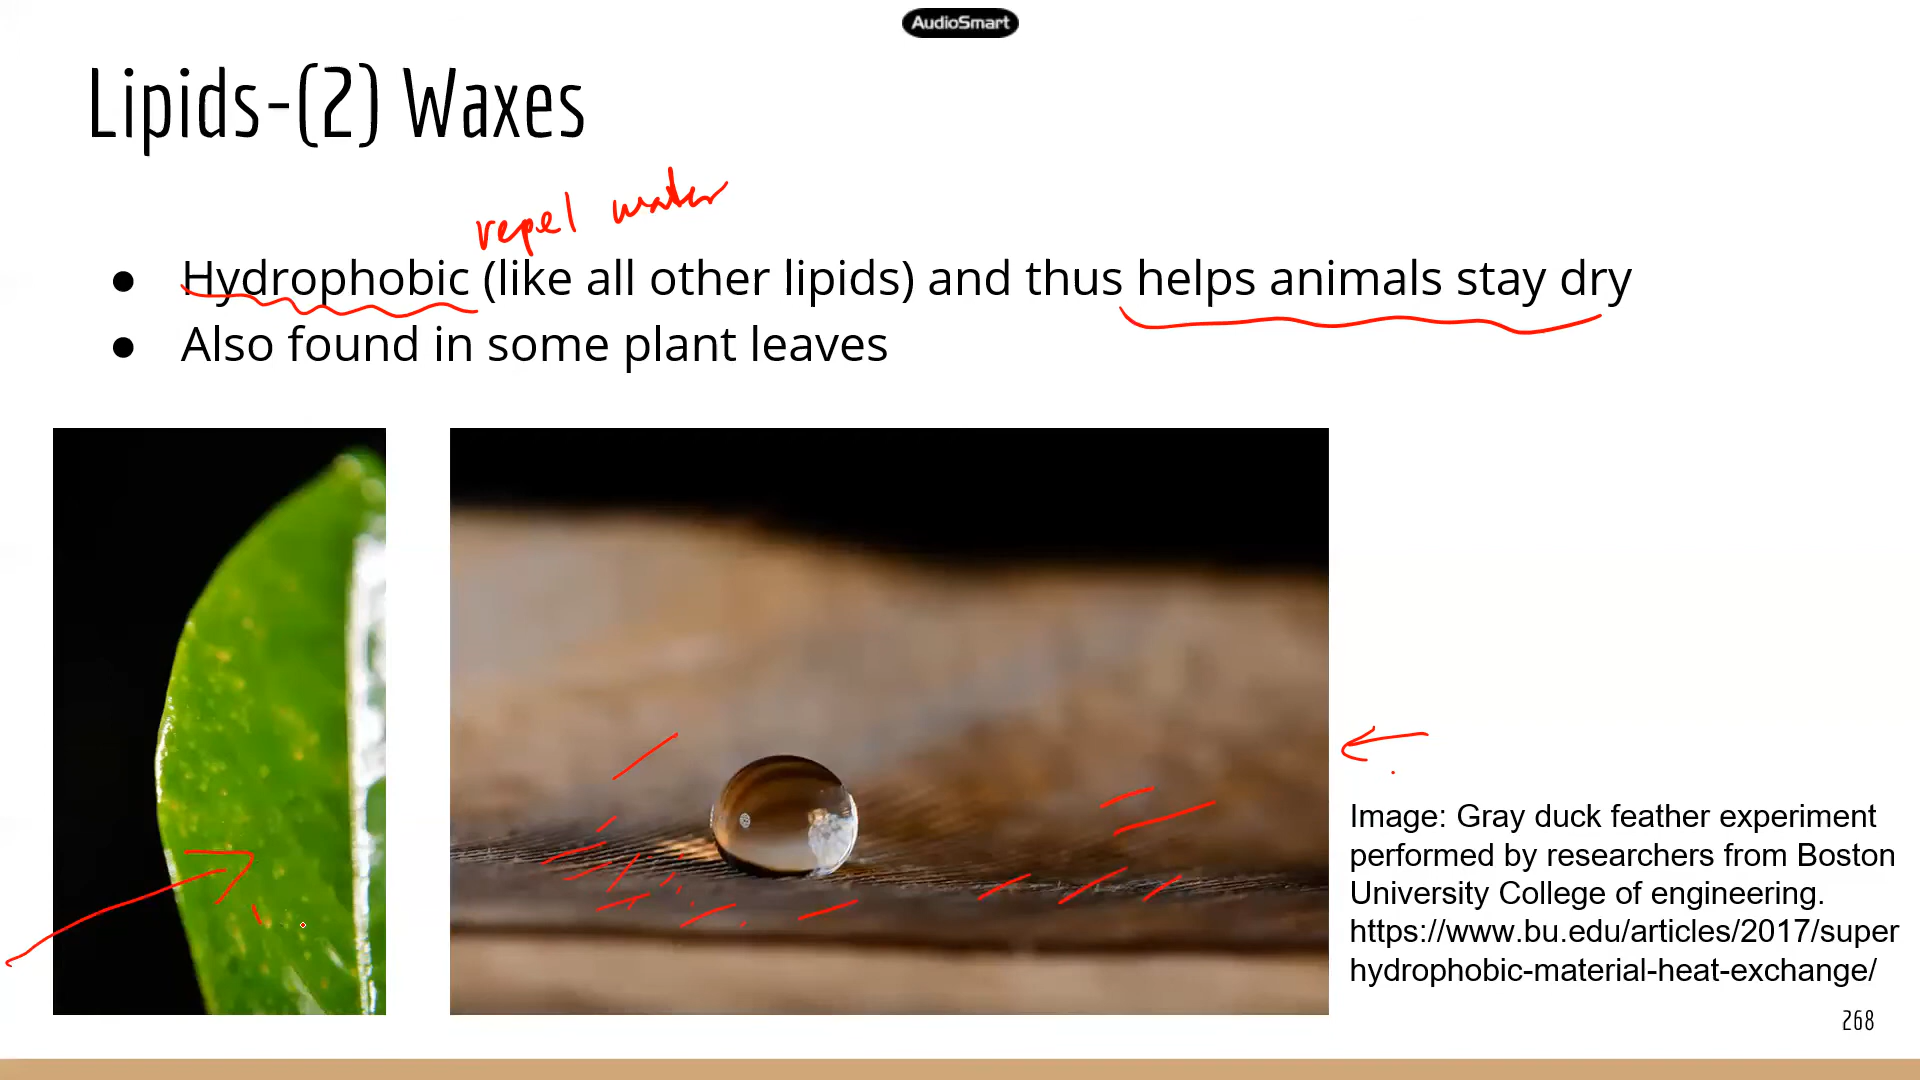 AudioSmart
Lipids-(2) Waxes
repel water
● Hydrophobic (like all other lipids) and thus helps animals stay dry
● Also found in some plant leaves
Image: Gray duck feather experiment
performed by researchers from Boston
University College of engineering.
https://www.bu.edu/articles/2017/super
hydrophobic-material-heat-exchange/
268